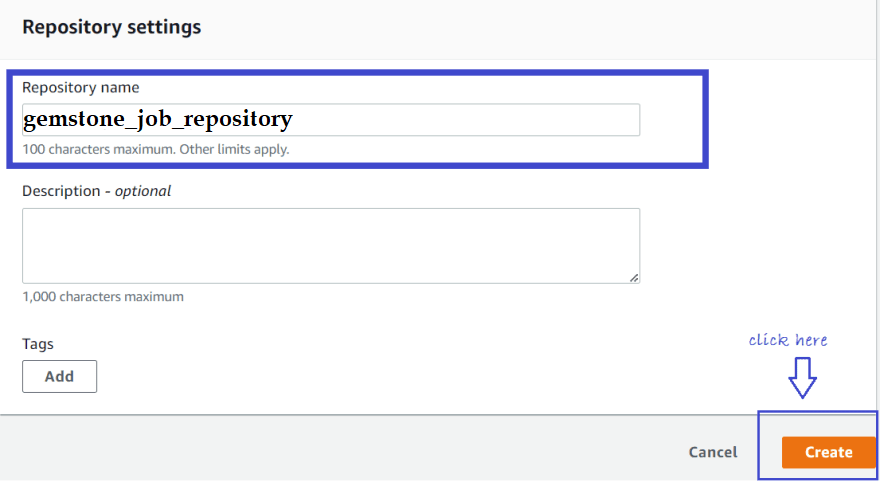 Repository settings
Repository name
gemstone_job_repository
100 characters maximum. Other limits apply.
Description - optional
1,000 characters maximum
Tags
Add
click here
Cancel
Create